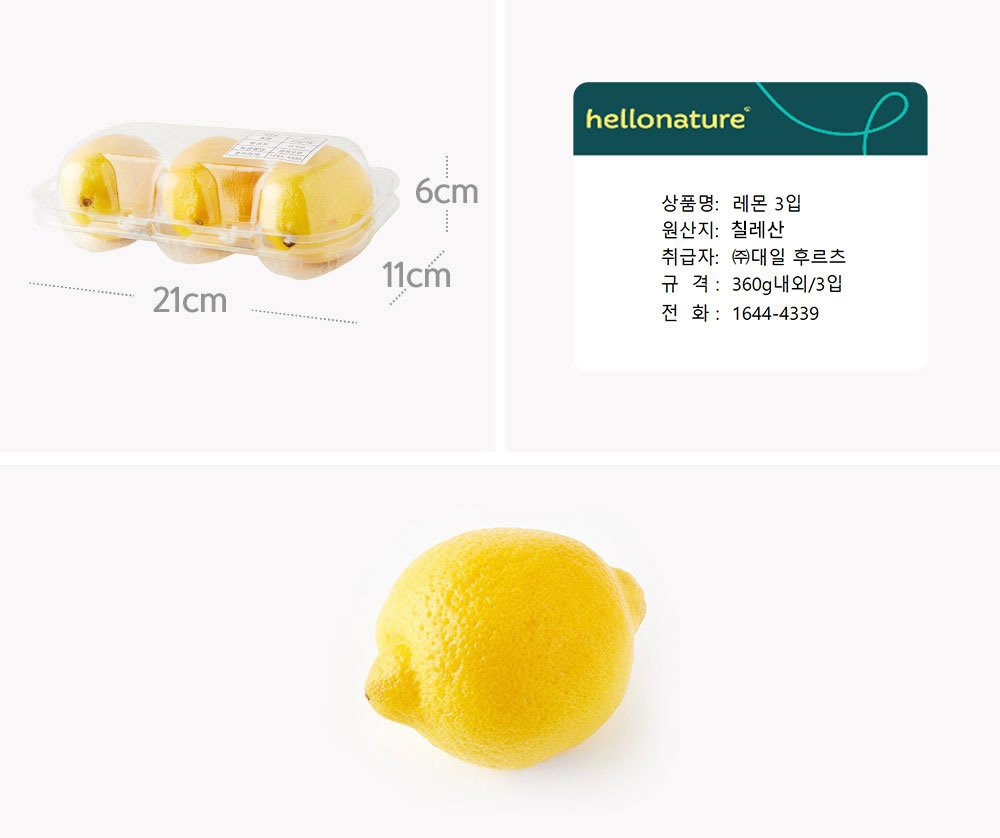 6cm
11cm
21cm
hellonature
상품명: 레몬 3입
원산지: 칠레산
취급자: ㈜대일 후르츠
규 격 : 360g내외/3입
전 화 : 1644-4339